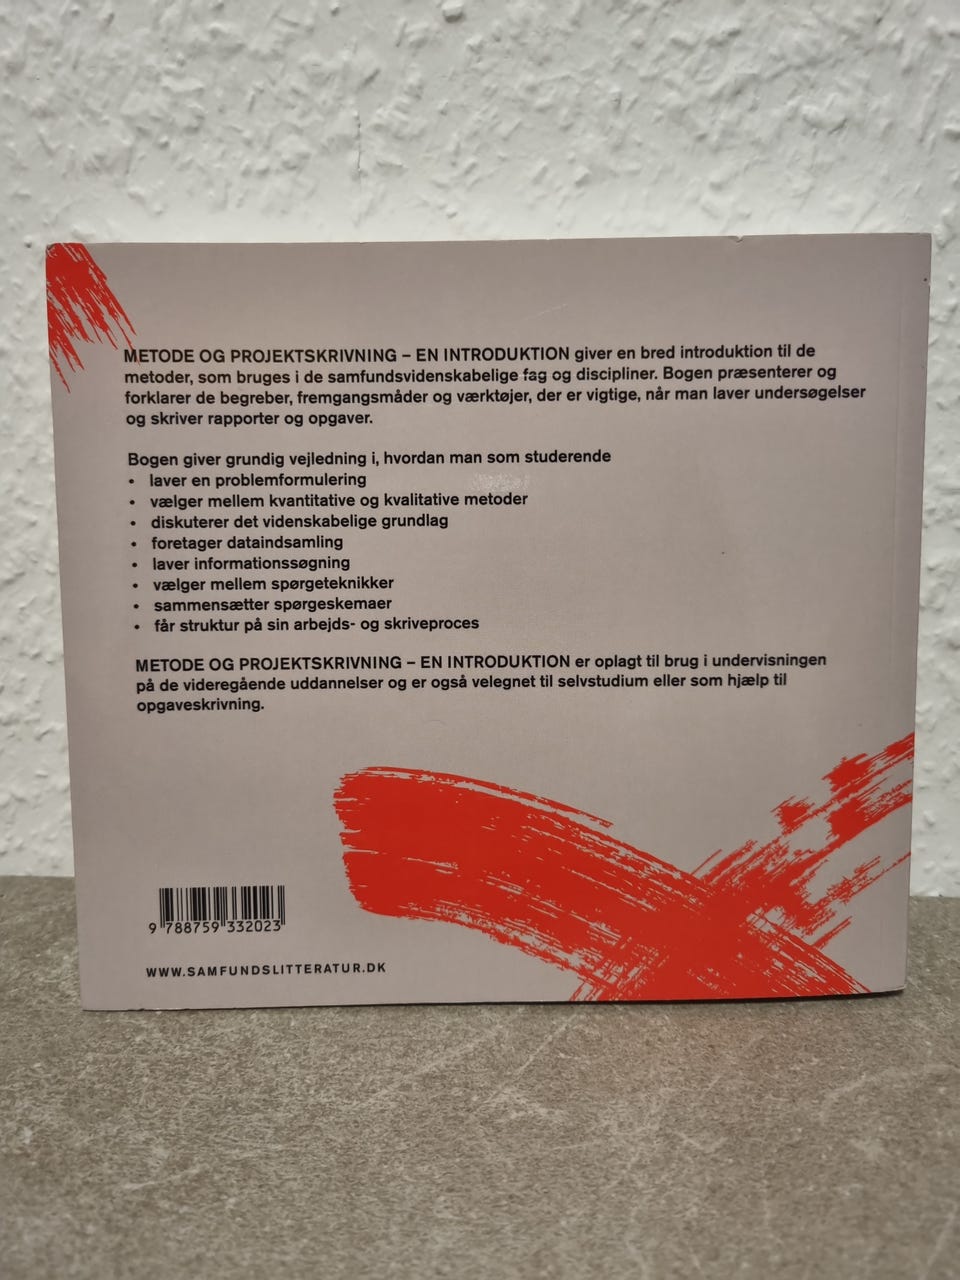 METODE OG PROJEKTSKRIVNING – EN INTRODUKTION giver en bred introduktion til de
metoder, som bruges i de samfundsvidenskabelige fag og discipliner. Bogen præsenterer og
forklarer de begreber, fremgangsmåder og værktøjer, der er vigtige, når man laver undersøgelser
og skriver rapporter og opgaver.
Bogen giver grundig vejledning i, hvordan man som studerende
• laver en problemformulering
• vælger mellem kvantitative og kvalitative metoder
• diskuterer det videnskabelige grundlag
• foretager dataindsamling
• laver informationssøgning
• vælger mellem spørgeteknikker
• sammensætter spørgeskemaer
• får struktur på sin arbejds- og skriveproces
METODE OG PROJEKTSKRIVNING – EN INTRODUKTION er oplagt til brug i undervisningen
på de videregående uddannelser og er også velegnet til selvstudium eller som hjælp til
opgaveskrivning.
9 788759 332023
WWW.SAMFUNDSLITTERATUR.DK